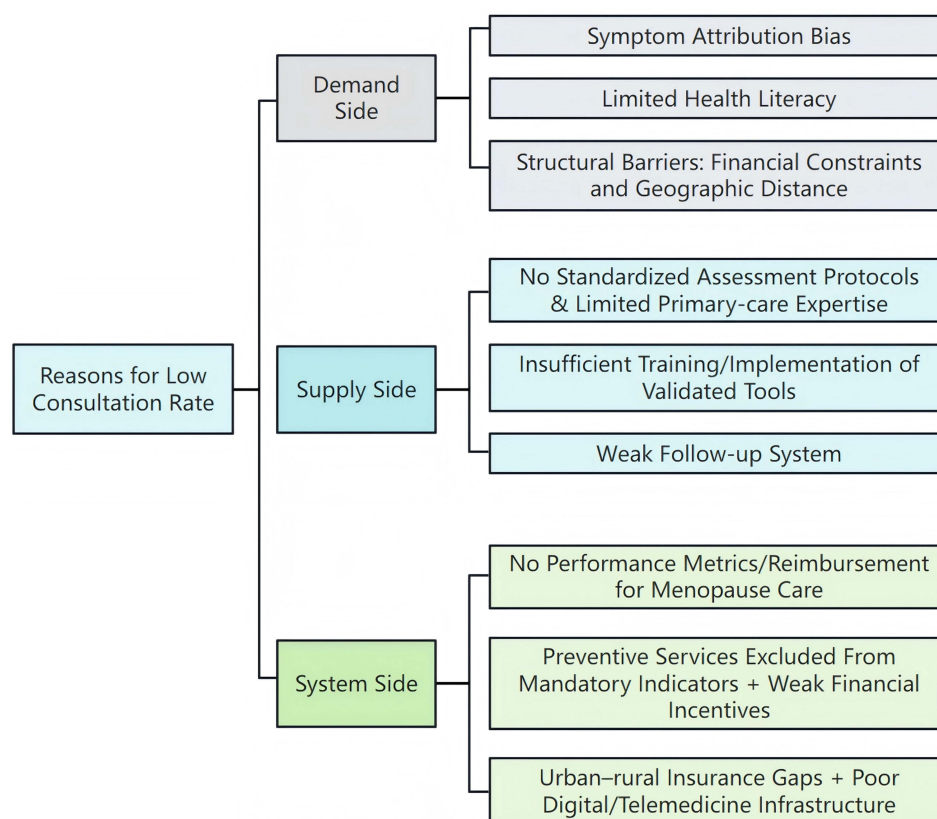 Reasons for Low
Consultation Rate
Demand
Side
Symptom Attribution Bias
Limited Health Literacy
Structural Barriers: Financial Constraints
and Geographic Distance
Supply Side
No Standardized Assessment Protocols
& Limited Primary-care Expertise
Insufficient Training/Implementation of
Validated Tools
Weak Follow-up System
System Side
No Performance Metrics/Reimbursement
for Menopause Care
Preventive Services Excluded From
Mandatory Indicators + Weak Financial
Incentives
Urban–rural Insurance Gaps + Poor
Digital/Telemedicine Infrastructure